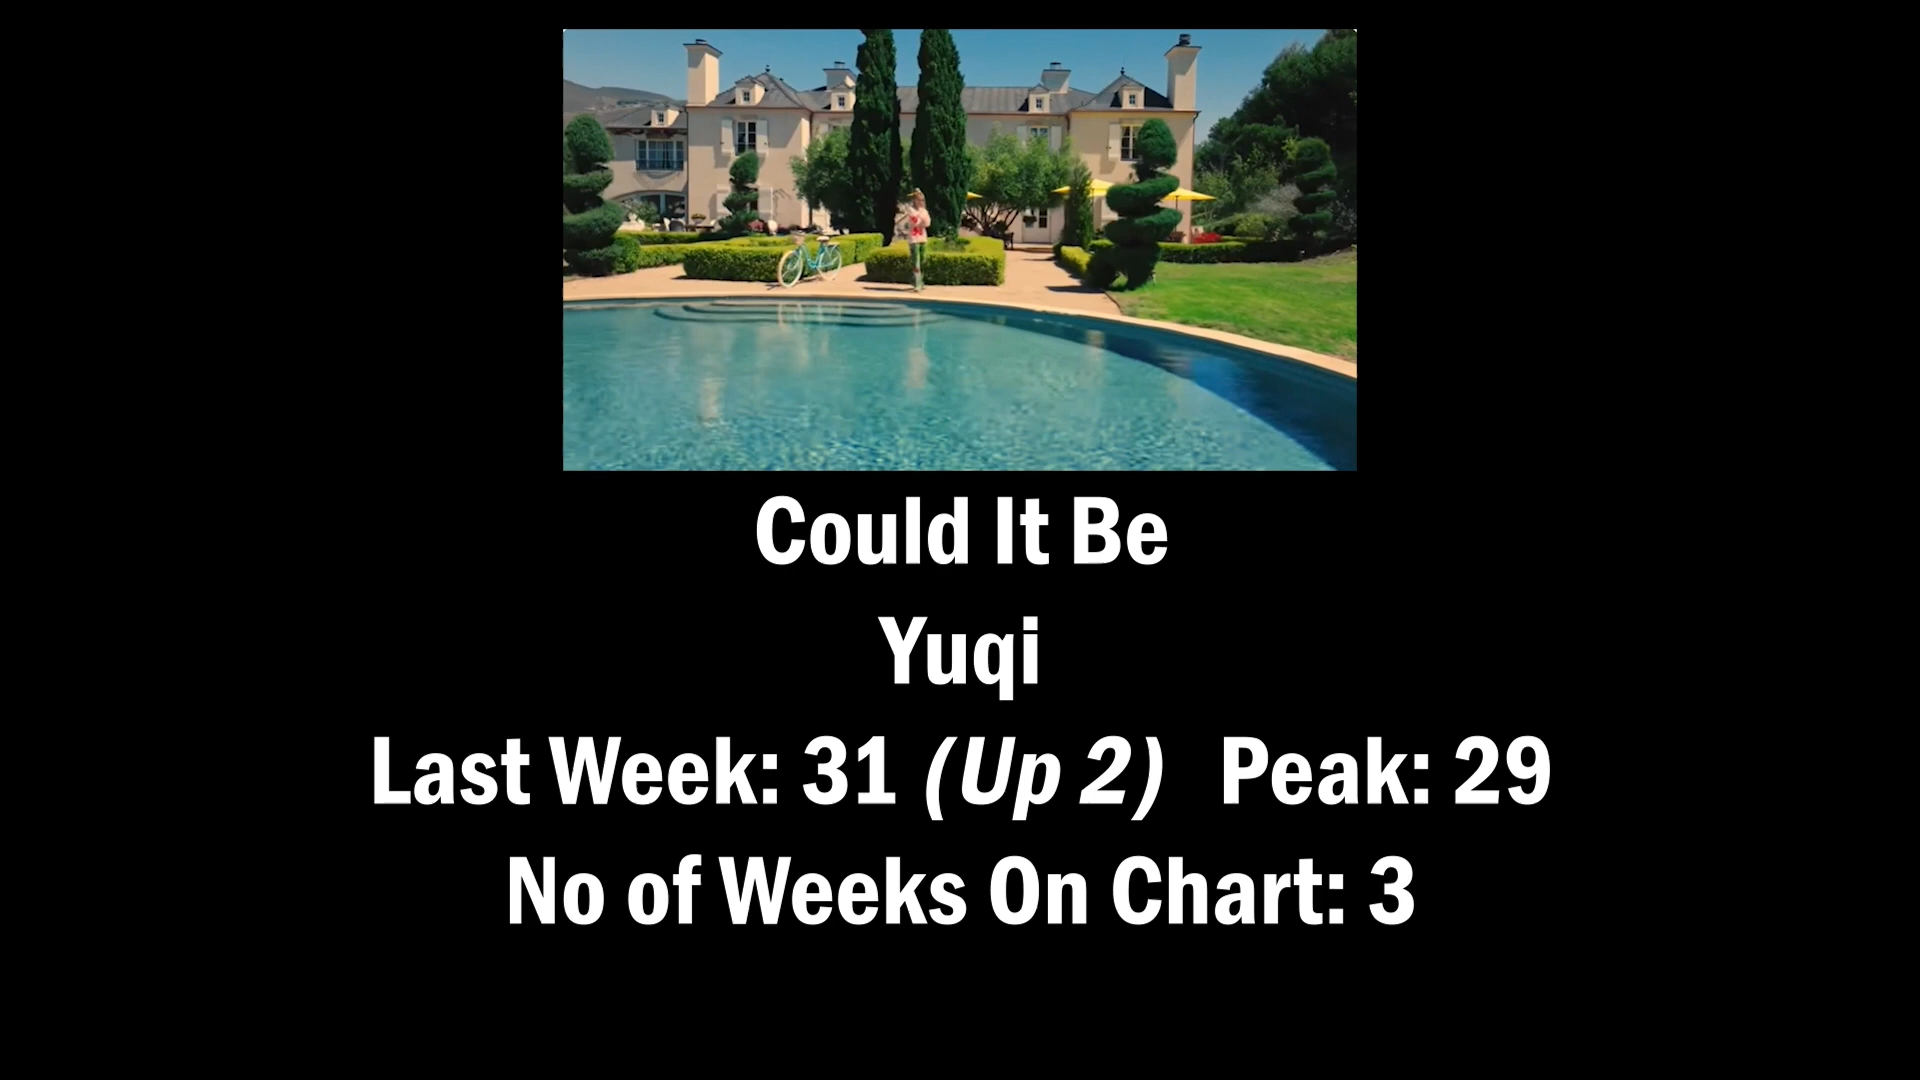 Could It Be
Yuqi
Last Week: 31 (Up 2) Peak: 29
No of Weeks On Chart: 3